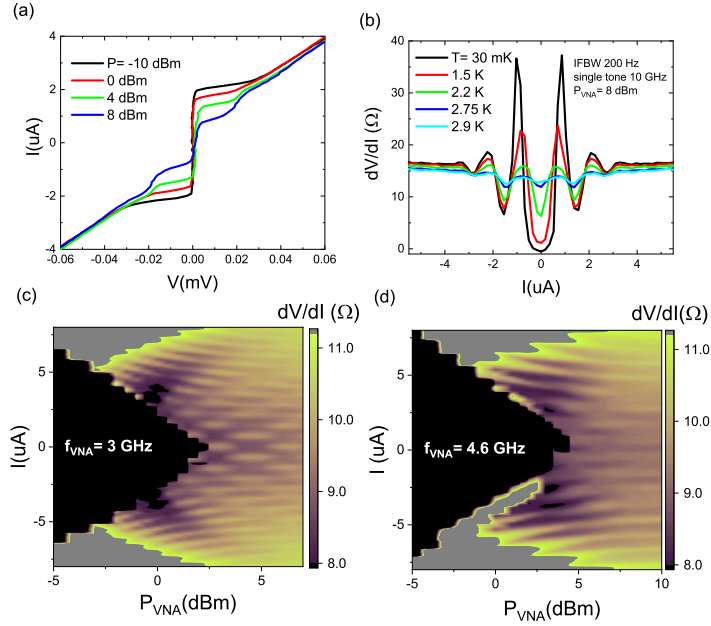 (a)
4
2
0
-2
-4
I(uA)
P= -10 dBm
0 dBm
4 dBm
8 dBm
-0.06 -0.04 -0.02 0.00 0.02 0.04 0.06
V(mV)
(b)
40
30
20
10
0
dV/dI (Ω)
T= 30 mK
1.5 K
2.2 K
2.75 K
2.9 K
IFBW 200 Hz
single tone 10 GHz
PVNA= 8 dBm
-4 -2 0 2 4
I(uA)
(c)
dV/dI (Ω)
5
0
-5
I(uA)
fVNA= 3 GHz
-5 0 5
PVNA(dBm)
11.0
10.0
9.0
8.0
(d)
dV/dI(Ω)
5
0
-5
I (uA)
fVNA= 4.6 GHz
-5 0 5 10
PVNA(dBm)
11.0
10.0
9.0
8.0